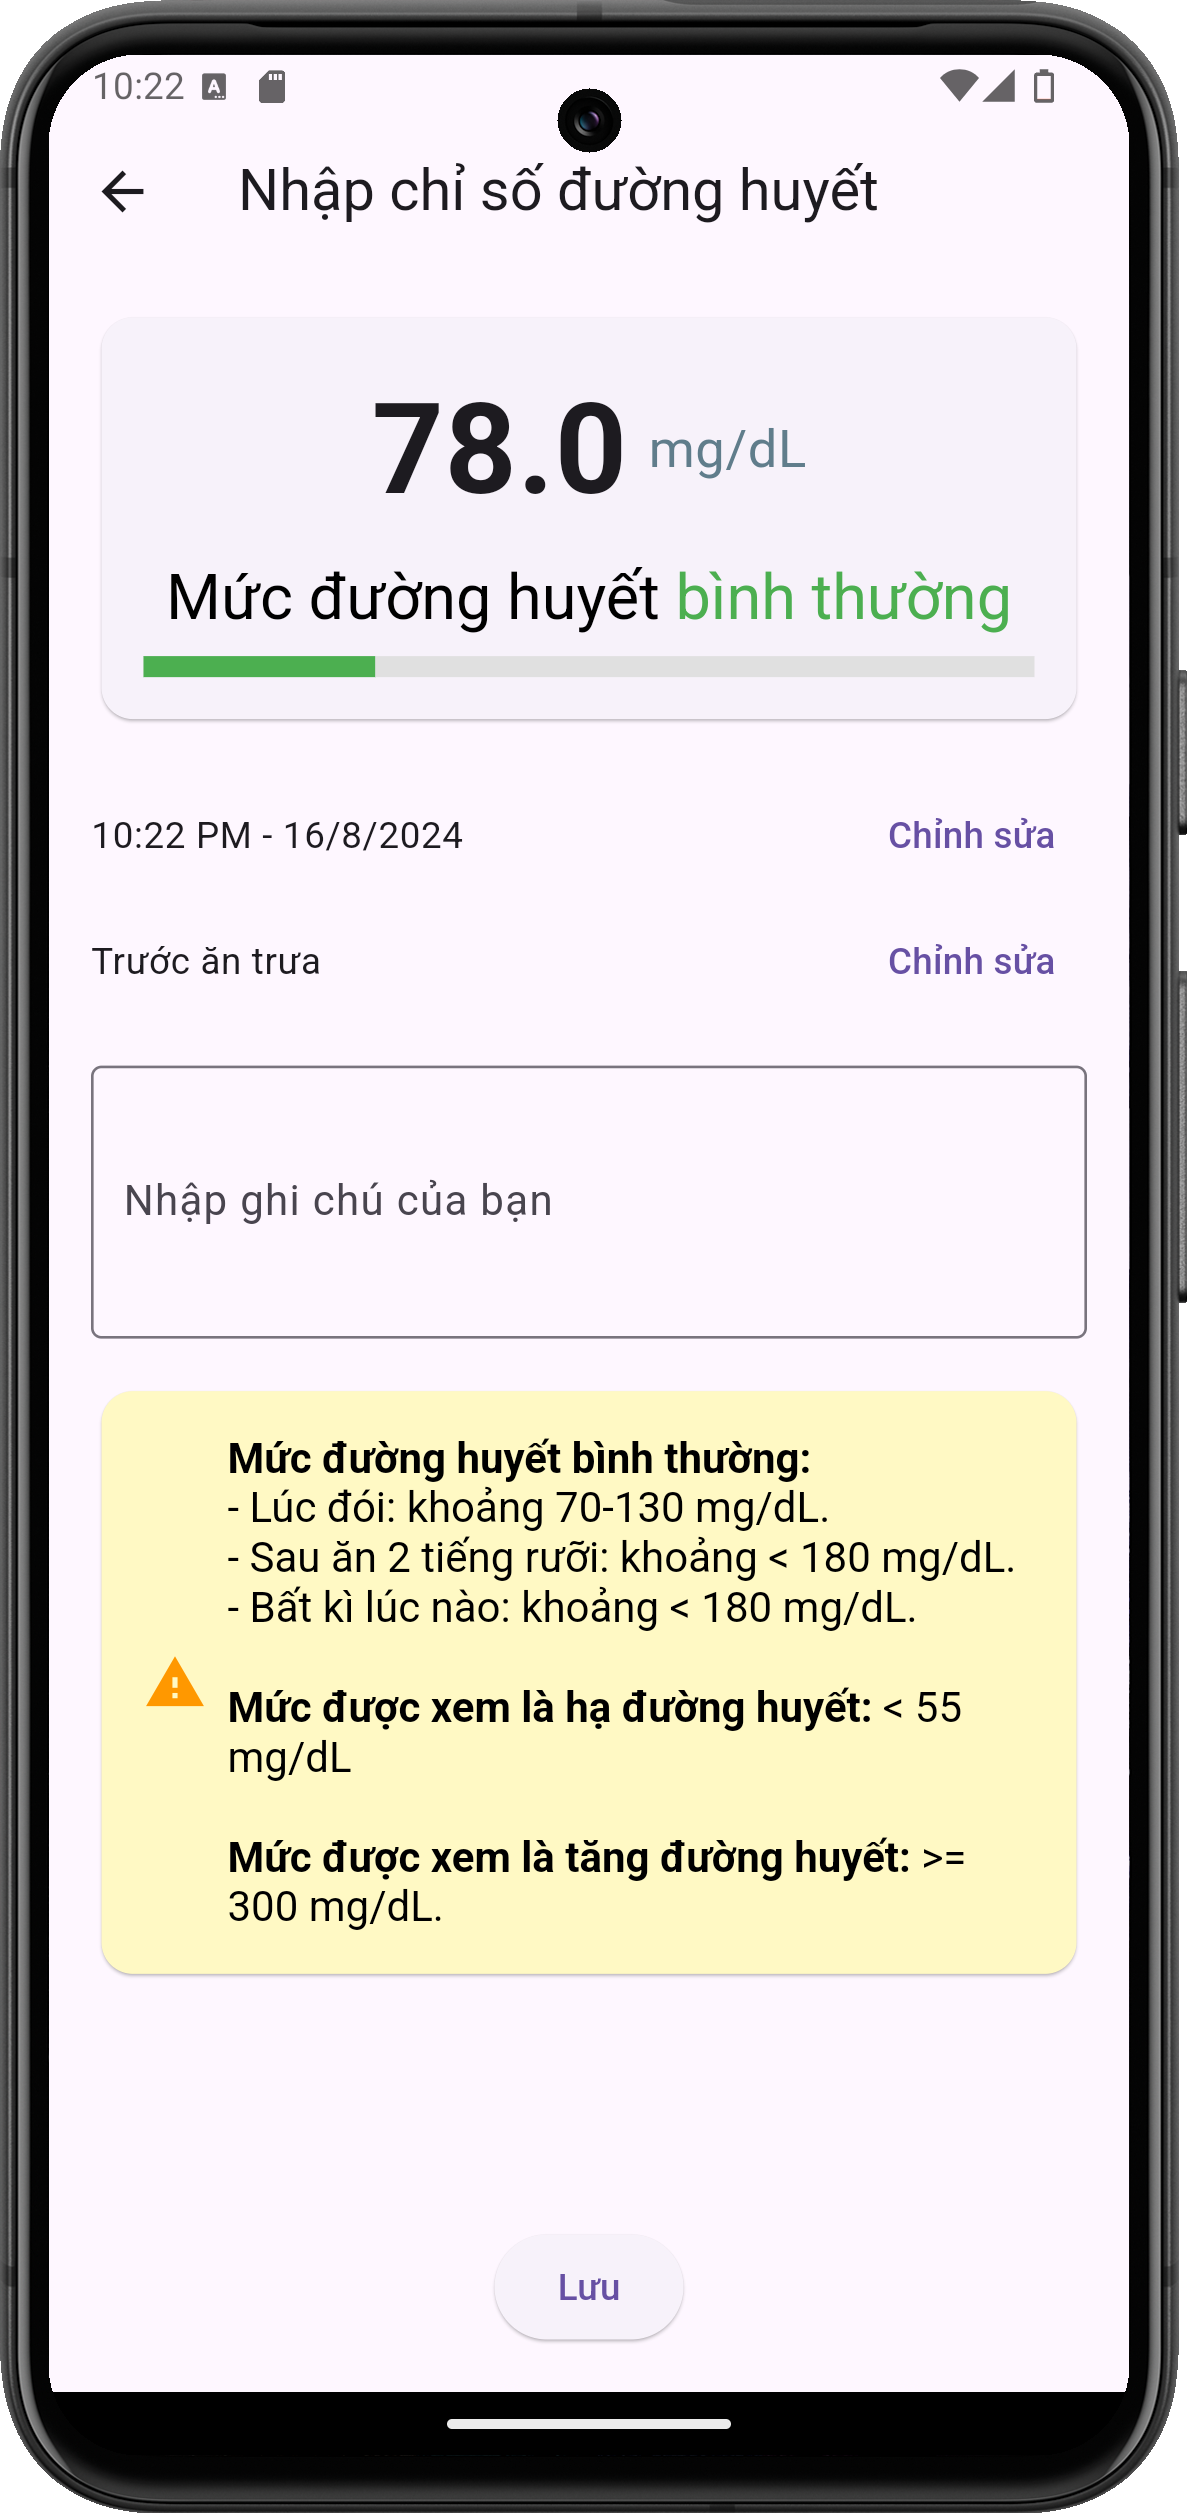 10:22
Nhập chỉ số đường huyết
78.0 mg/dL
Mức đường huyết bình thường
10:22 PM - 16/8/2024 Chỉnh sửa
Trước ăn trưa Chỉnh sửa
Nhập ghi chú của bạn
Mức đường huyết bình thường:
- Lúc đói: khoảng 70-130 mg/dL.
- Sau ăn 2 tiếng rưỡi: khoảng < 180 mg/dL.
- Bất kì lúc nào: khoảng < 180 mg/dL.
Mức được xem là hạ đường huyết: < 55
mg/dL
Mức được xem là tăng đường huyết: >=
300 mg/dL.
Lưu